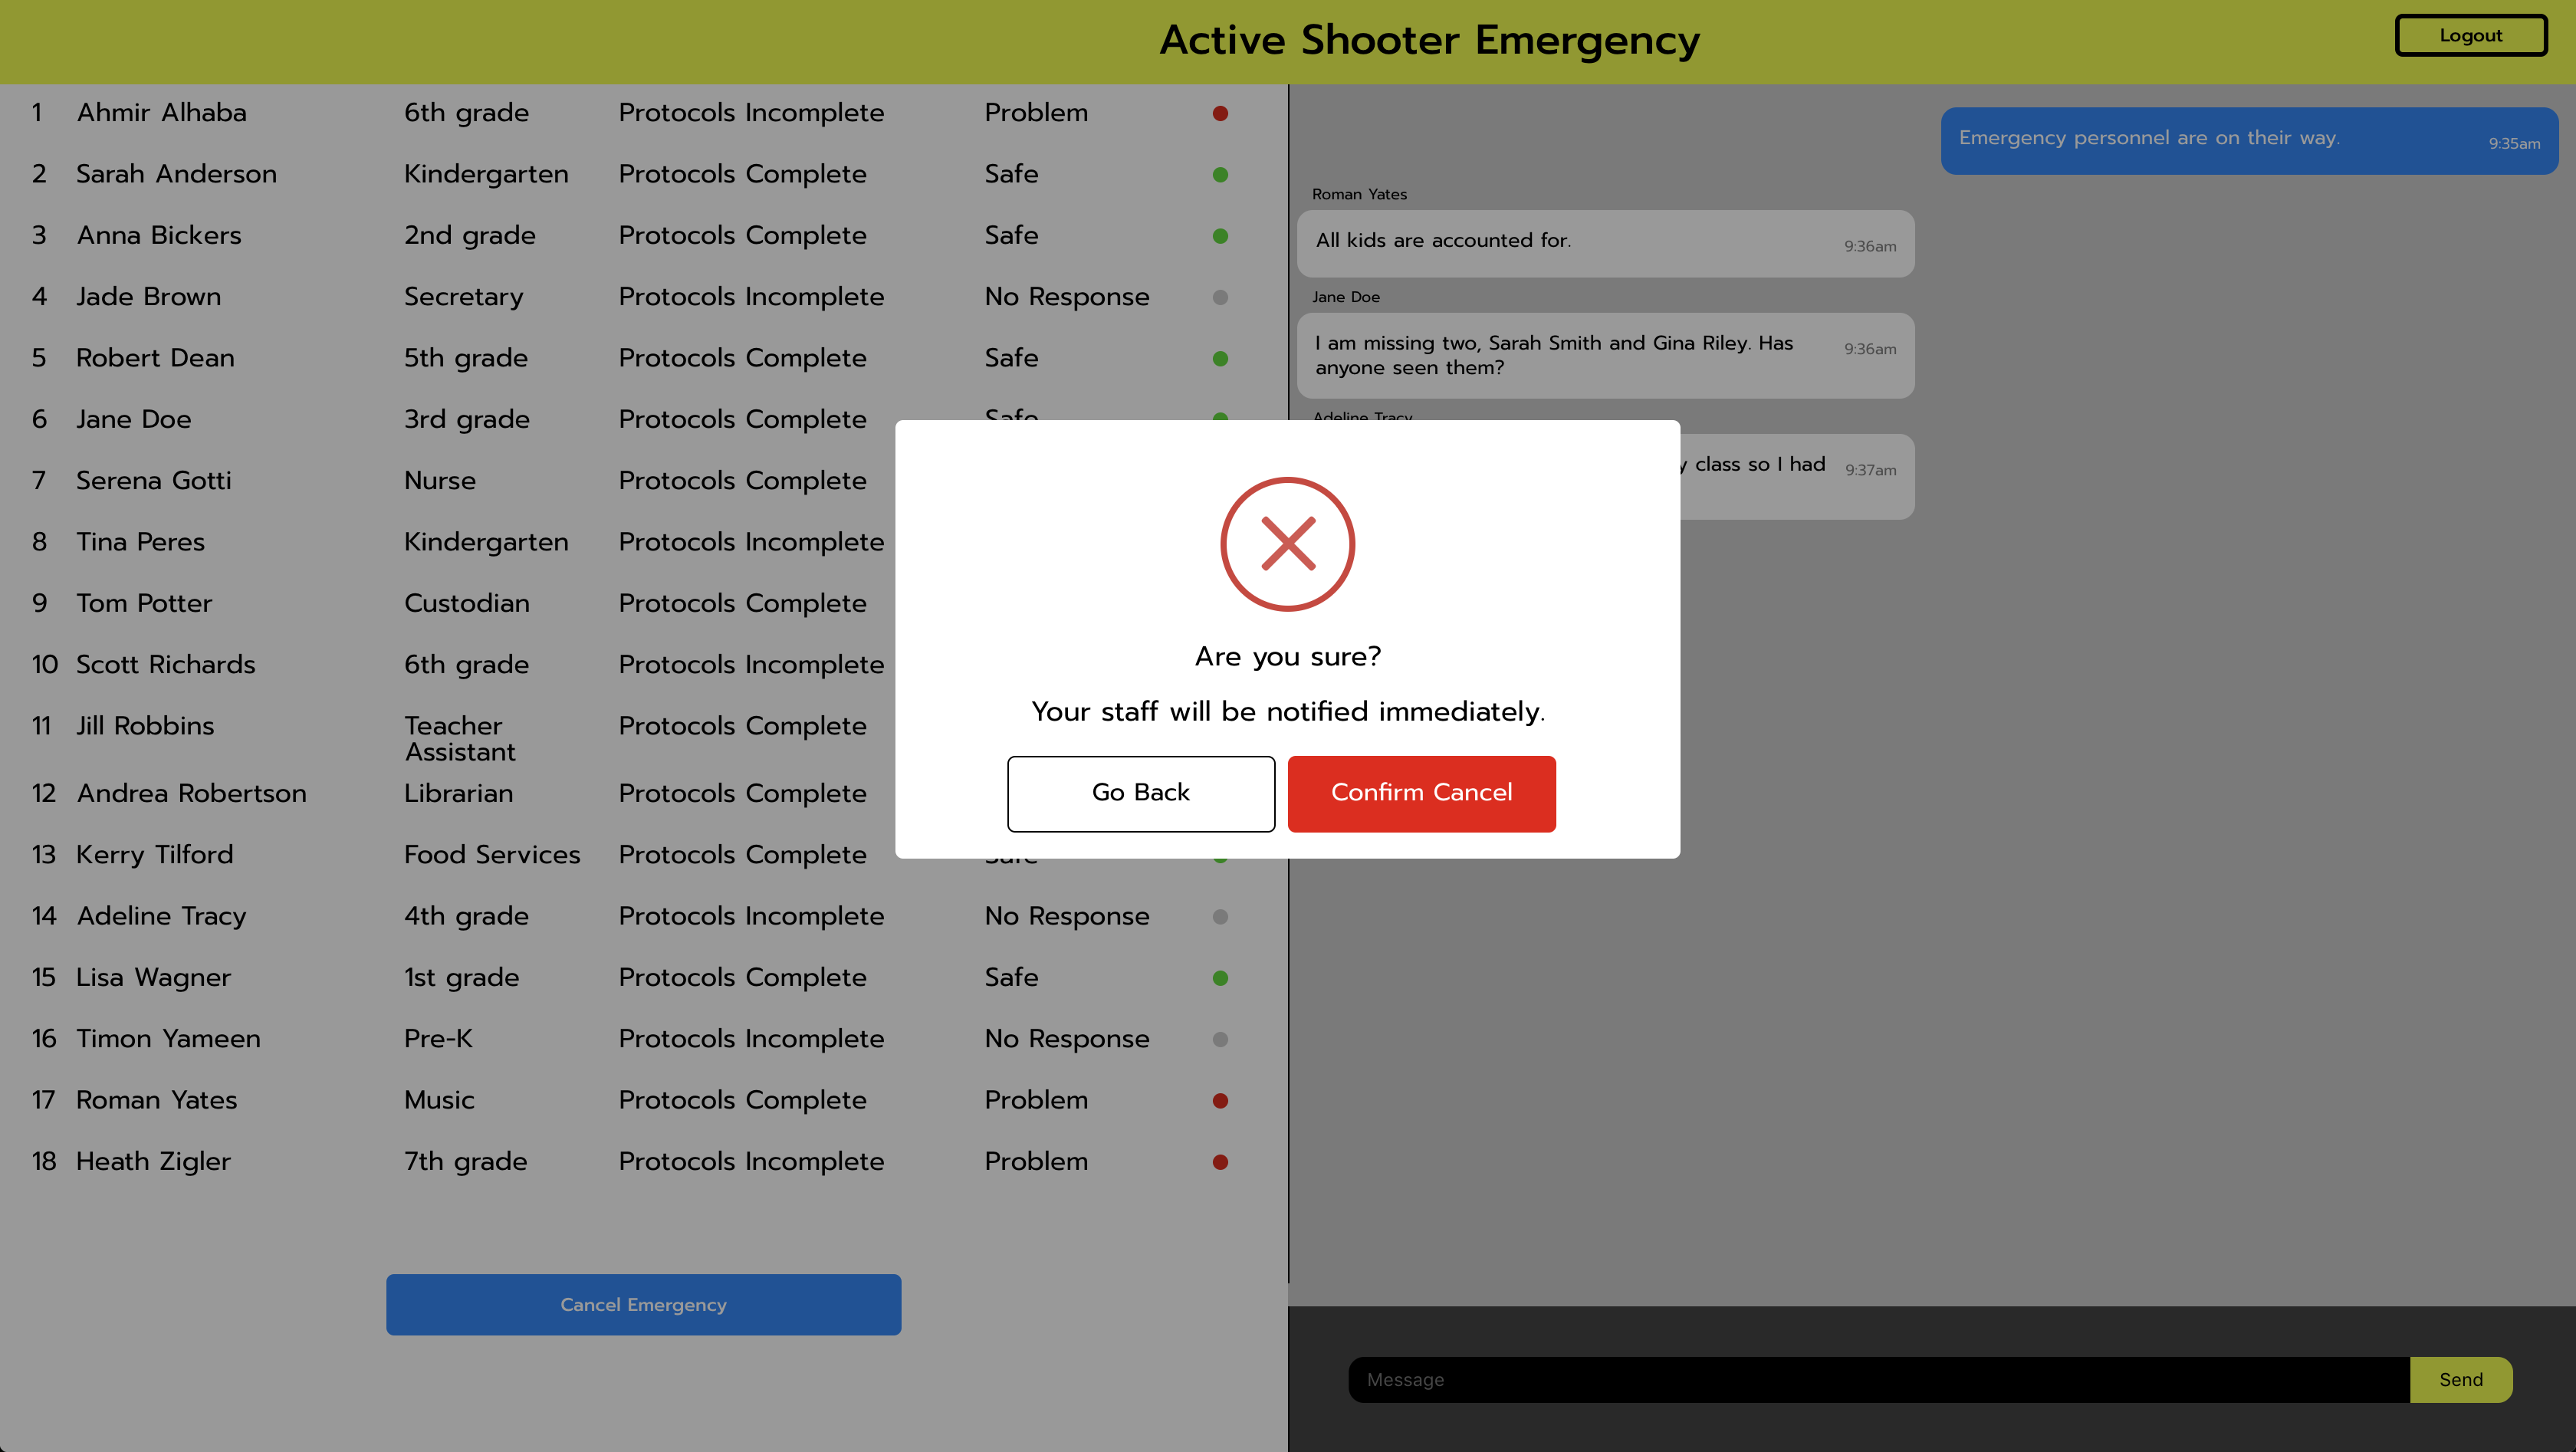 Active Shooter Emergency
Logout
1 Ahmir Alhaba 6th grade Protocols Incomplete Problem
2 Sarah Anderson Kindergarten Protocols Complete Safe
3 Anna Bickers 2nd grade Protocols Complete Safe
4 Jade Brown Secretary Protocols Incomplete No Response
5 Robert Dean 5th grade Protocols Complete Safe
6 Jane Doe 3rd grade Protocols Complete Safe
7 Serena Gotti Nurse Protocols Complete
8 Tina Peres Kindergarten Protocols Incomplete
9 Tom Potter Custodian Protocols Complete
10 Scott Richards 6th grade Protocols Incomplete
11 Jill Robbins Teacher Protocols Complete
Assistant
12 Andrea Robertson Librarian Protocols Complete
13 Kerry Tilford Food Services Protocols Complete Safe
14 Adeline Tracy 4th grade Protocols Incomplete No Response
15 Lisa Wagner 1st grade Protocols Complete Safe
16 Timon Yameen Pre-K Protocols Incomplete No Response
17 Roman Yates Music Protocols Complete Problem
18 Heath Zigler 7th grade Protocols Incomplete Problem
Cancel Emergency
Emergency personnel are on their way. 9:35am
Roman Yates
All kids are accounted for. 9:36am
Jane Doe
I am missing two, Sarah Smith and Gina Riley. Has 9:36am
anyone seen them?
Adeline Tracy
class so I had 9:37am
Are you sure?
Your staff will be notified immediately.
Go Back
Confirm Cancel
Message
Send